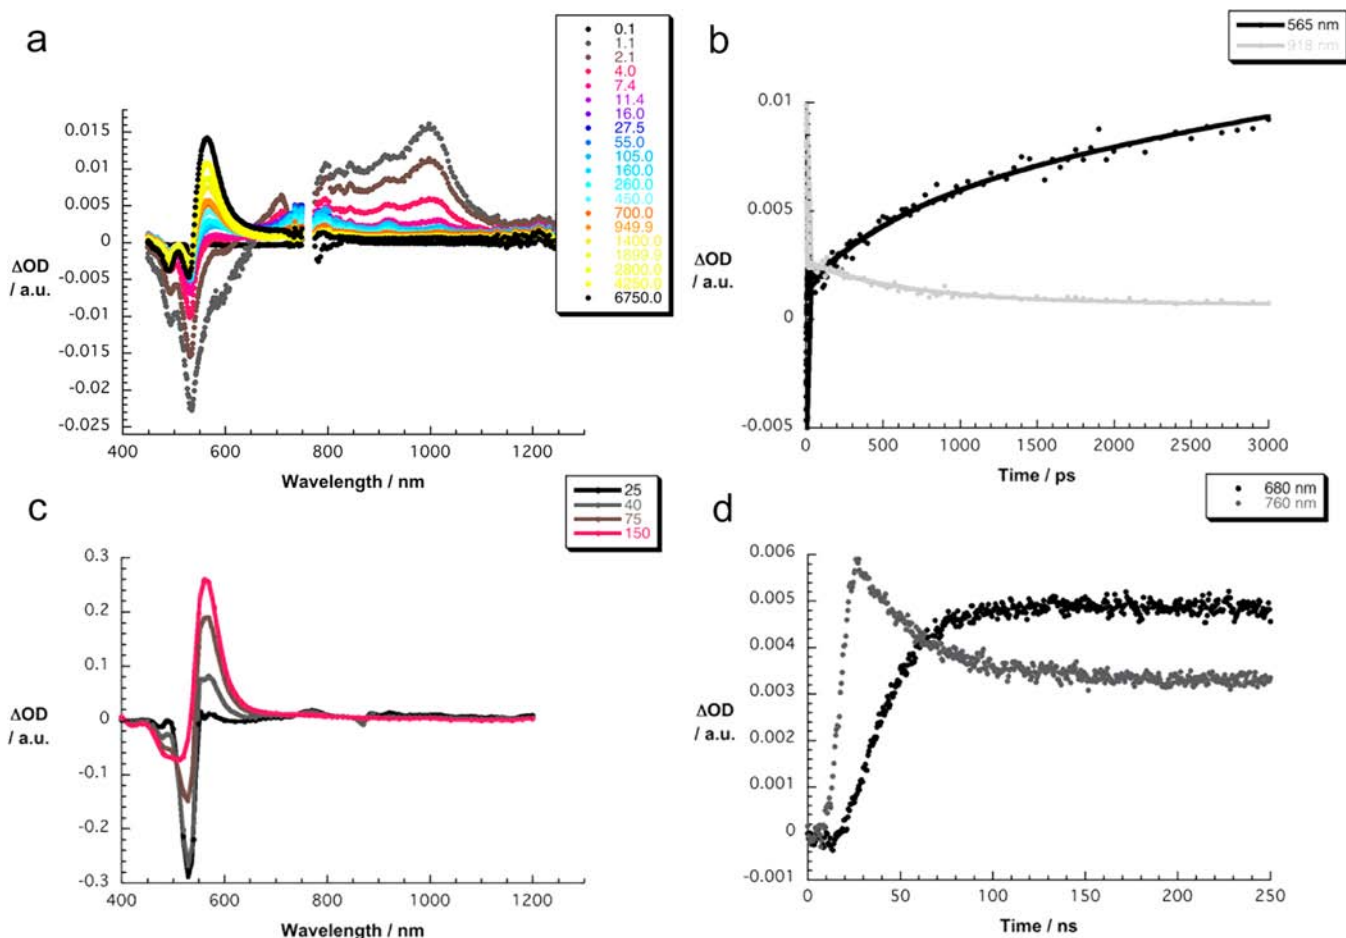 a
0.1
1.1
2.1
4.0
7.4
11.4
16.0
27.5
55.0
105.0
160.0
260.0
450.0
700.0
949.9
1400.0
1899.9
2800.0
4250.0
6750.0
0.015
0.01
0.005
0
-0.005
-0.01
-0.015
-0.02
-0.025
ΔOD
/ a.u.
400 600 800 1000 1200
Wavelength / nm
b
565 nm
918 nm
0.01
0.005
0
-0.005
ΔOD
/ a.u.
0 500 1000 1500 2000 2500 3000
Time / ps
c
25
40
75
150
0.3
0.2
0.1
0
-0.1
-0.2
-0.3
ΔOD
/ a.u.
400 600 800 1000 1200
Wavelength / nm
d
680 nm
760 nm
0.006
0.005
0.004
0.003
0.002
0.001
0
-0.001
ΔOD
/ a.u.
0 50 100 150 200 250
Time / ns